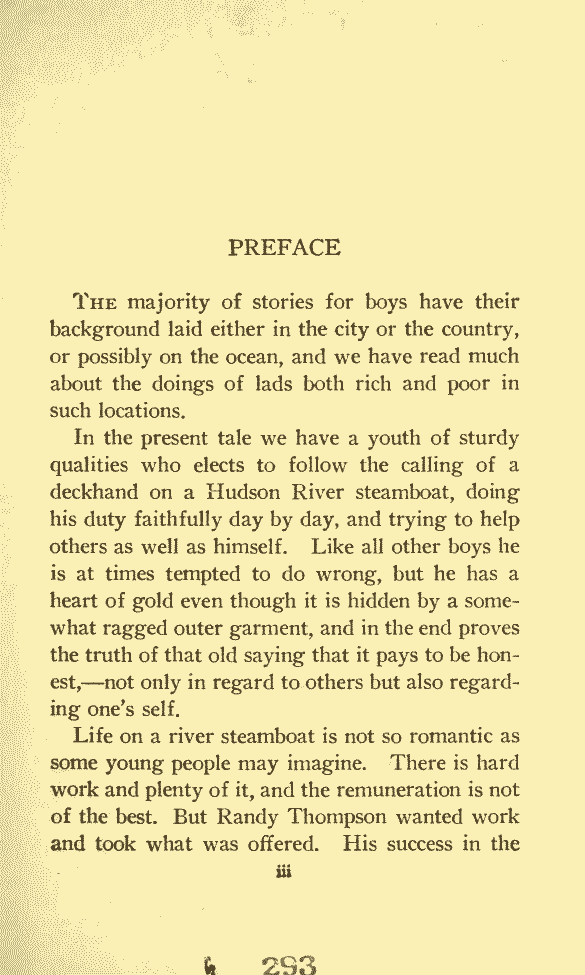 PREFACE
The majority of stories for boys have their
background laid either in the city or the country,
or possibly on the ocean, and we have read much
about the doings of lads both rich and poor in
such locations.
In the present tale we have a youth of sturdy
qualities who elects to follow the calling of a
deckhand on a Hudson River steamboat, doing
his duty faithfully day by day, and trying to help
others as well as himself. Like all other boys he
is at times tempted to do wrong, but he has a
heart of gold even though it is hidden by a some-
what ragged outer garment, and in the end proves
the truth of that old saying that it pays to be hon-
est,—not only in regard to others but also regard-
ing one's self.
Life on a river steamboat is not so romantic as
some young people may imagine. There is hard
work and plenty of it, and the remuneration is not
of the best. But Randy Thompson wanted work
and took what was offered. His success in the
iii
293